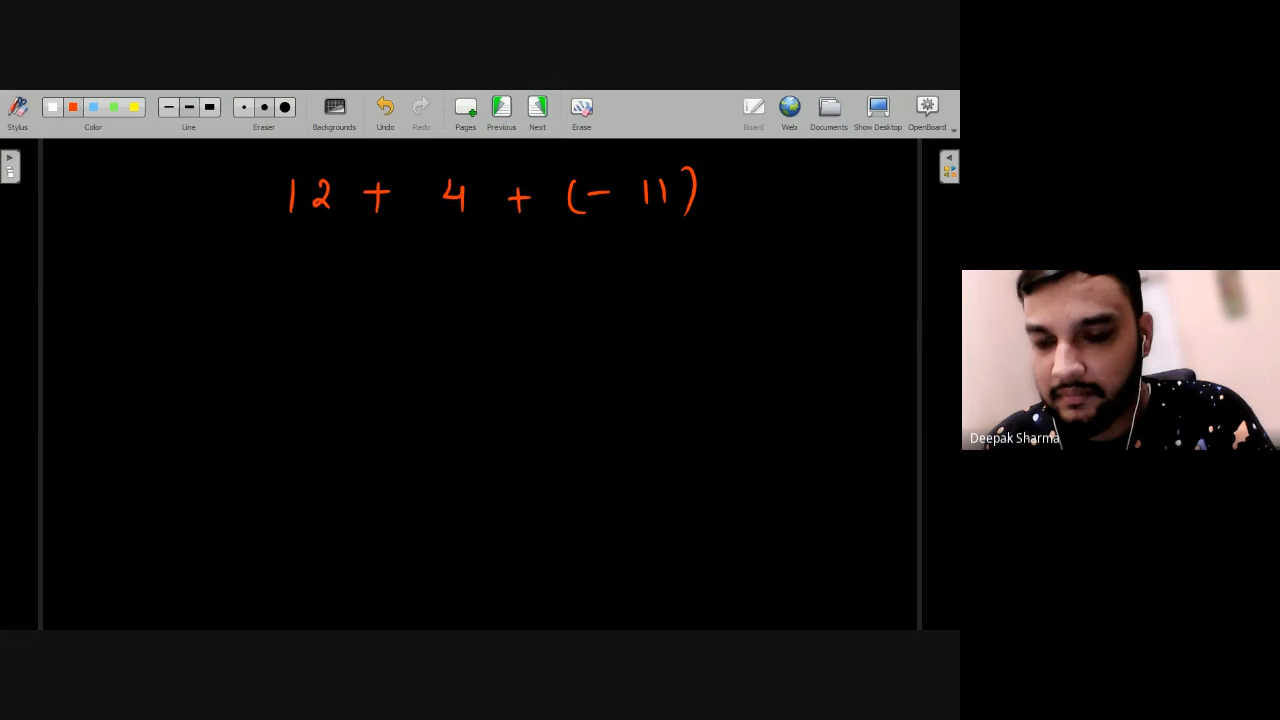 Stylus
Color
Line
Eraser
Backgrounds
Undo
Redo
Pages
Previous
Next
Erase
Board
Web
Documents
Show Desktop
OpenBoard
12 + 4 + (- 11)
Deepak Sharma